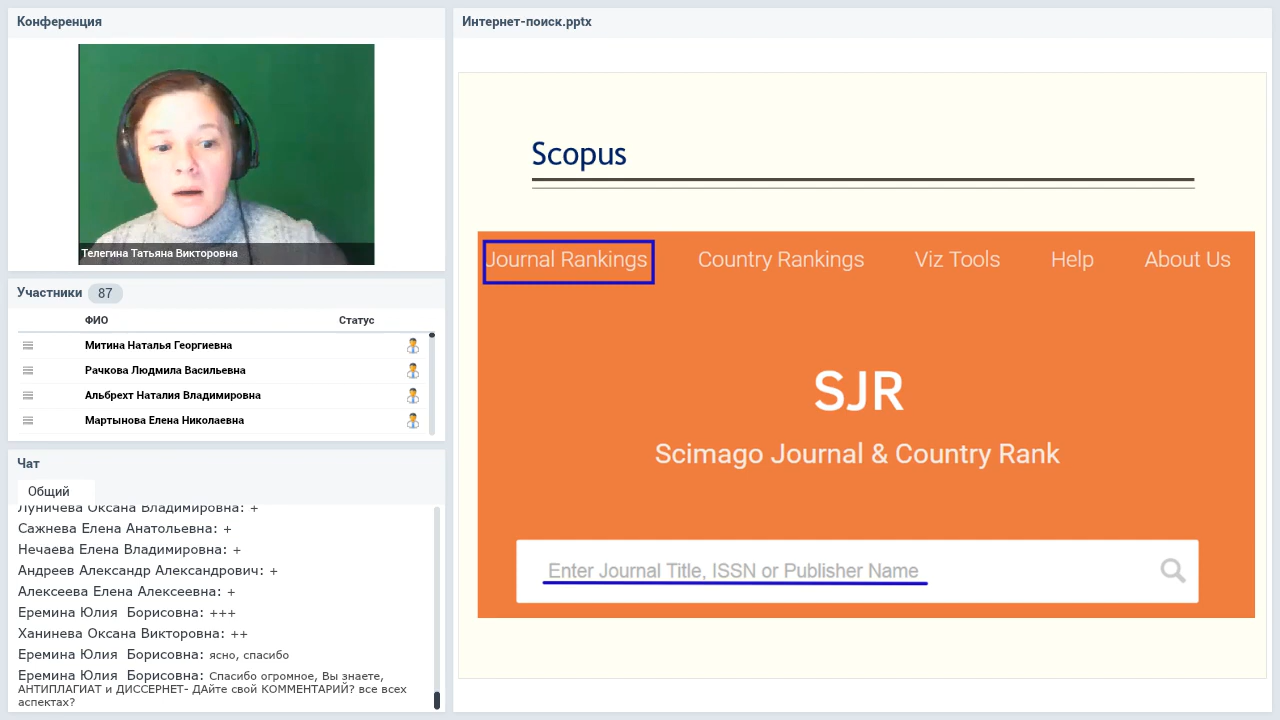 Конференция
Телегина Татьяна Викторовна
Участники 87
ФИО Статус
Митина Наталья Георгиевна
Рачкова Людмила Васильевна
Альбрехт Наталия Владимировна
Мартынова Елена Николаевна
Чат
Общий
Луничева Оксана Владимировна: +
Сажнева Елена Анатольевна: +
Нечаева Елена Владимировна: +
Андреев Александр Александрович: +
Алексеева Елена Алексеевна: +
Еремина Юлия Борисовна: +++
Ханинева Оксана Викторовна: ++
Еремина Юлия Борисовна: ясно, спасибо
Еремина Юлия Борисовна: Спасибо огромное, Вы знаете,
АНТИПЛАГИАТ и ДИССЕРНЕТ- ДАйте свой КОММЕНТАРИЙ? все всех
аспектах?
Интернет-поиск.pptx
Scopus
Journal Rankings Country Rankings Viz Tools Help About Us
SJR
Scimago Journal & Country Rank
Enter Journal Title, ISSN or Publisher Name